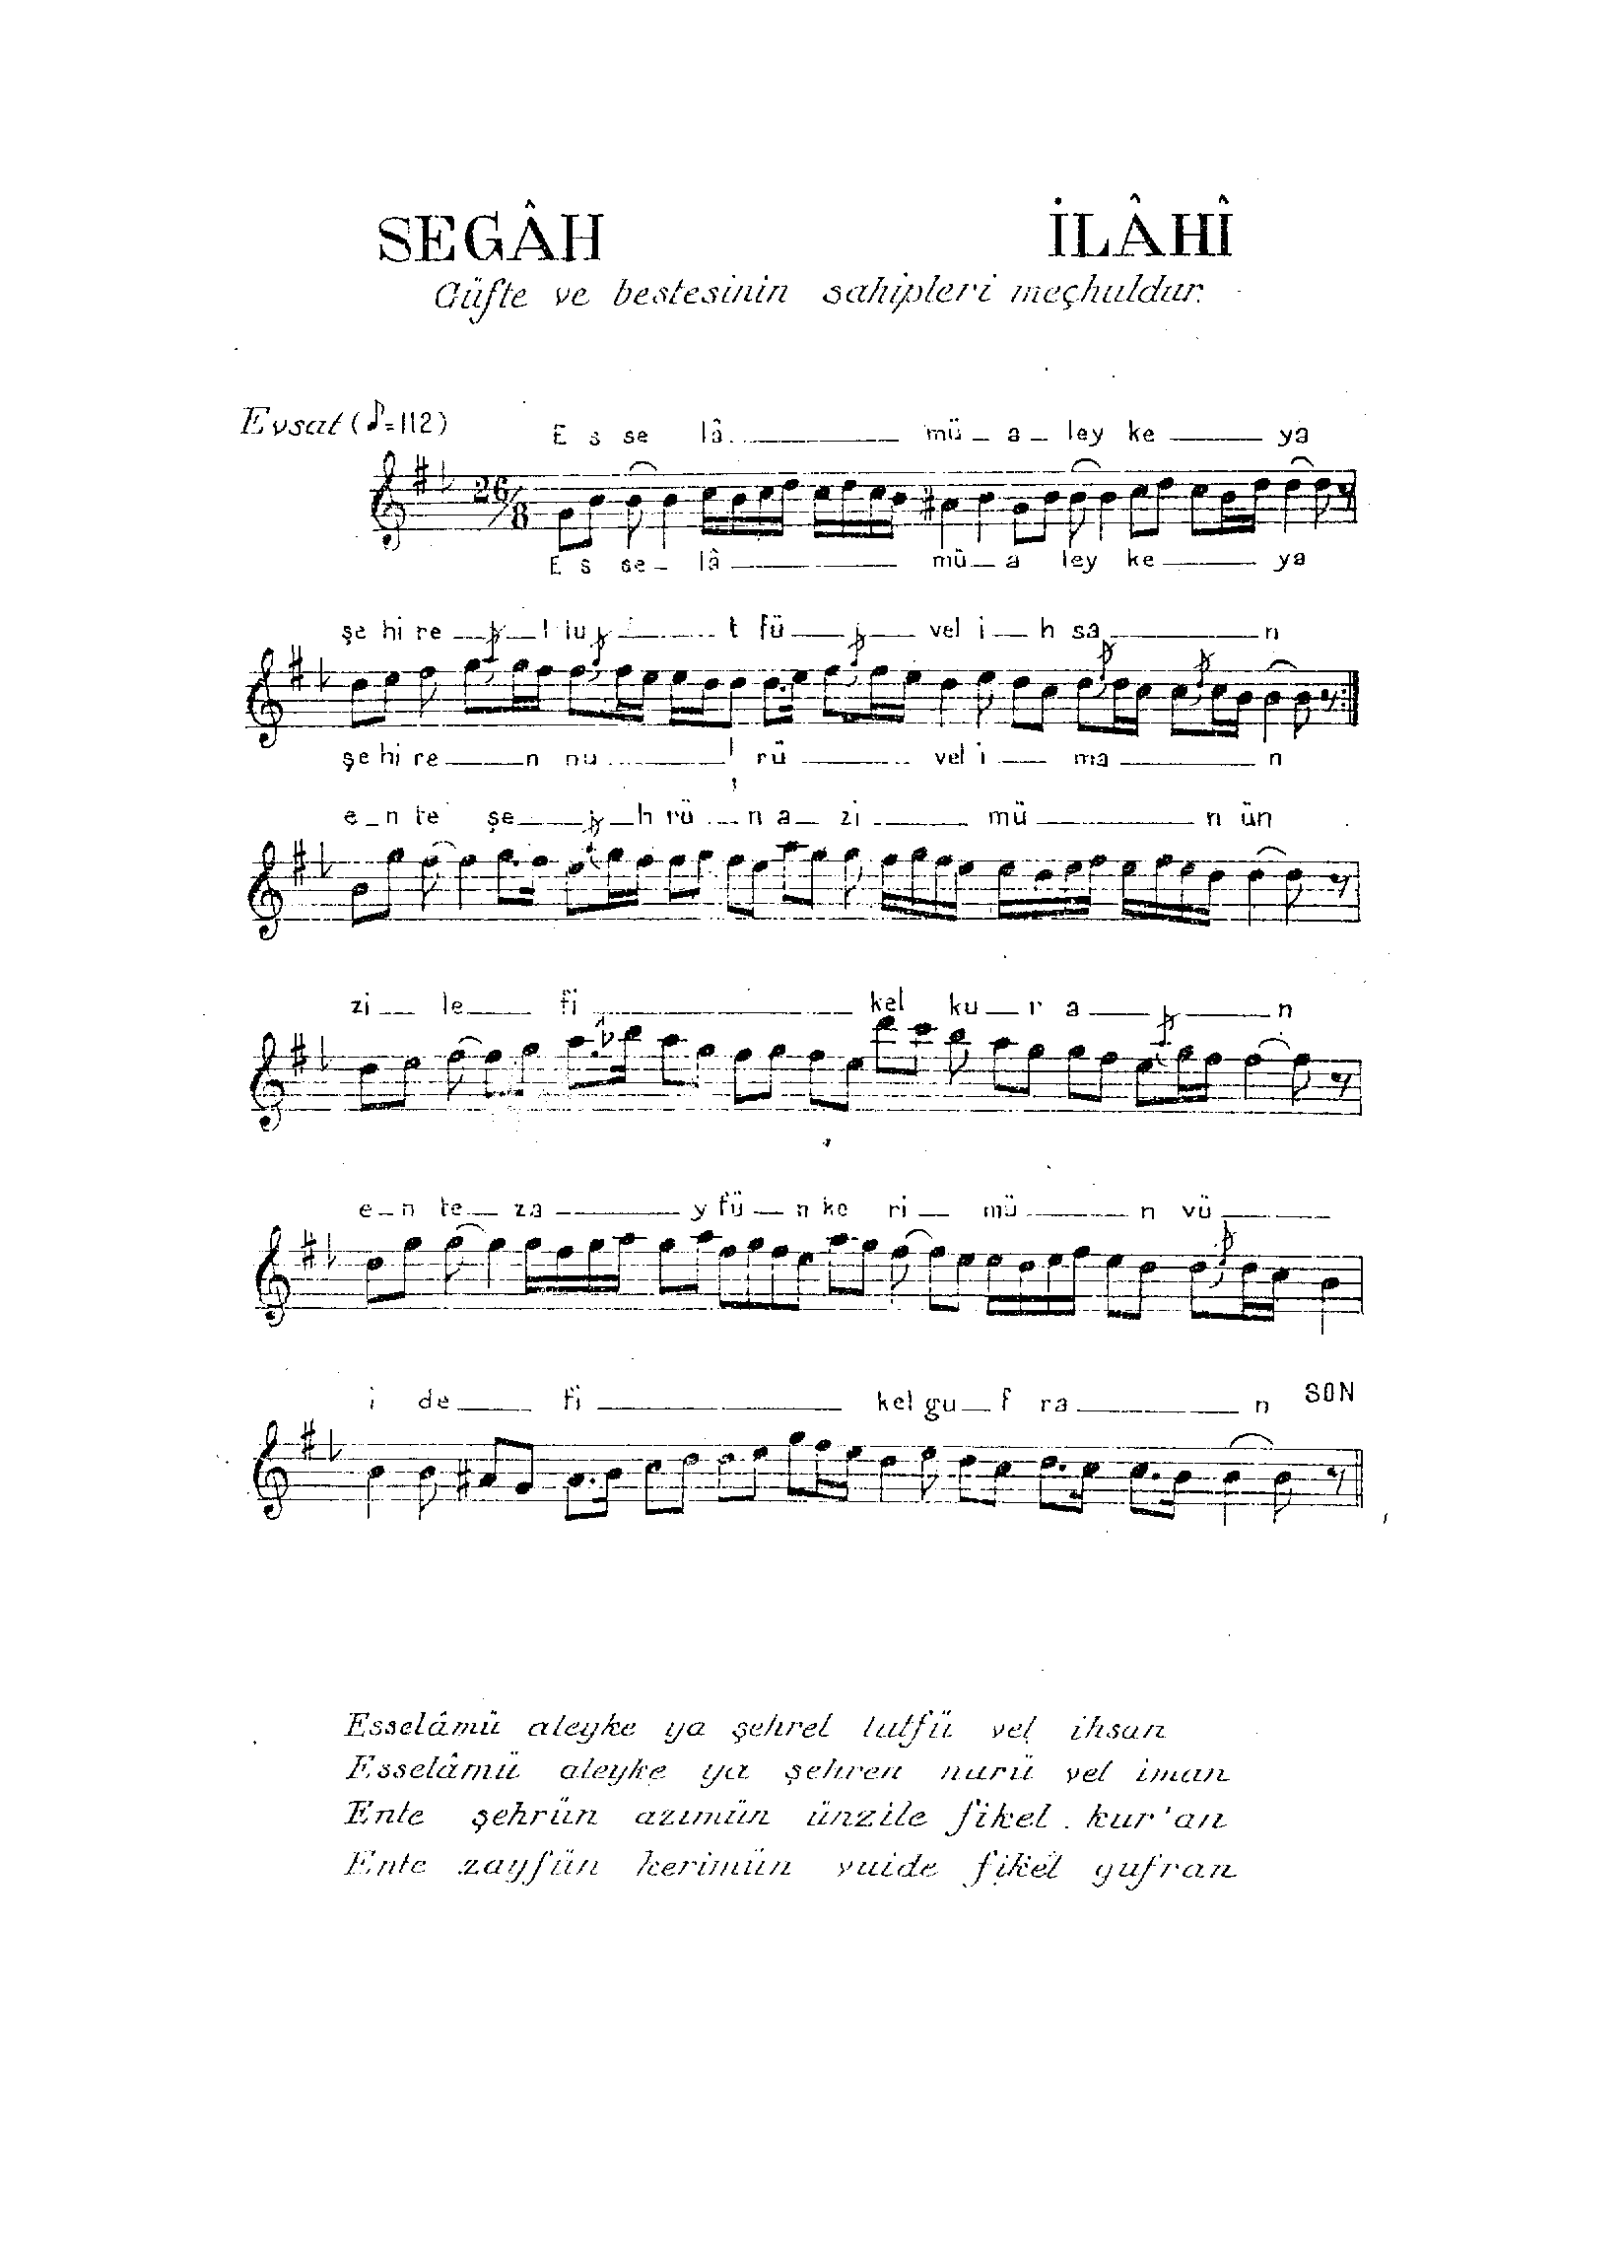 SEGÂH İLÂHÎ
Güfte ve bestesinin sahipleri meçhuldur.
Evsat (♪=112)
E s se lâ mü a ley ke ya
26/8
E s se lâ mü a ley ke ya
şe hi re l lu t fü vel i h sa n
şe hi re n nu rü vel i ma n
e n te şe h rü n a zi mü n ün
zi le fi kel ku r a n
e n te za y fü n ke ri mü n vü
i de fi kel gu f ra n SON
Esselâmü aleyke ya şehrel lutfü vel ihsan
Esselâmü aleyke ya şehren nurü vel iman
Ente şehrün azımün ünzile fikel kur'an
Ente zayfün kerimün vuide fikel gufran